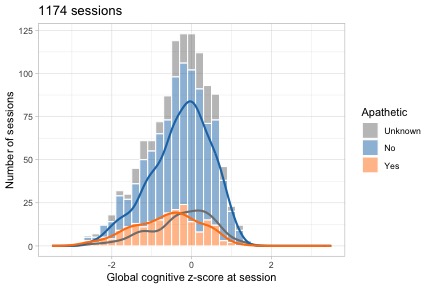 1174 sessions
125
100
75
50
25
0
Number of sessions
-2
0
2
Global cognitive z-score at session
Apathetic
Unknown
No
Yes